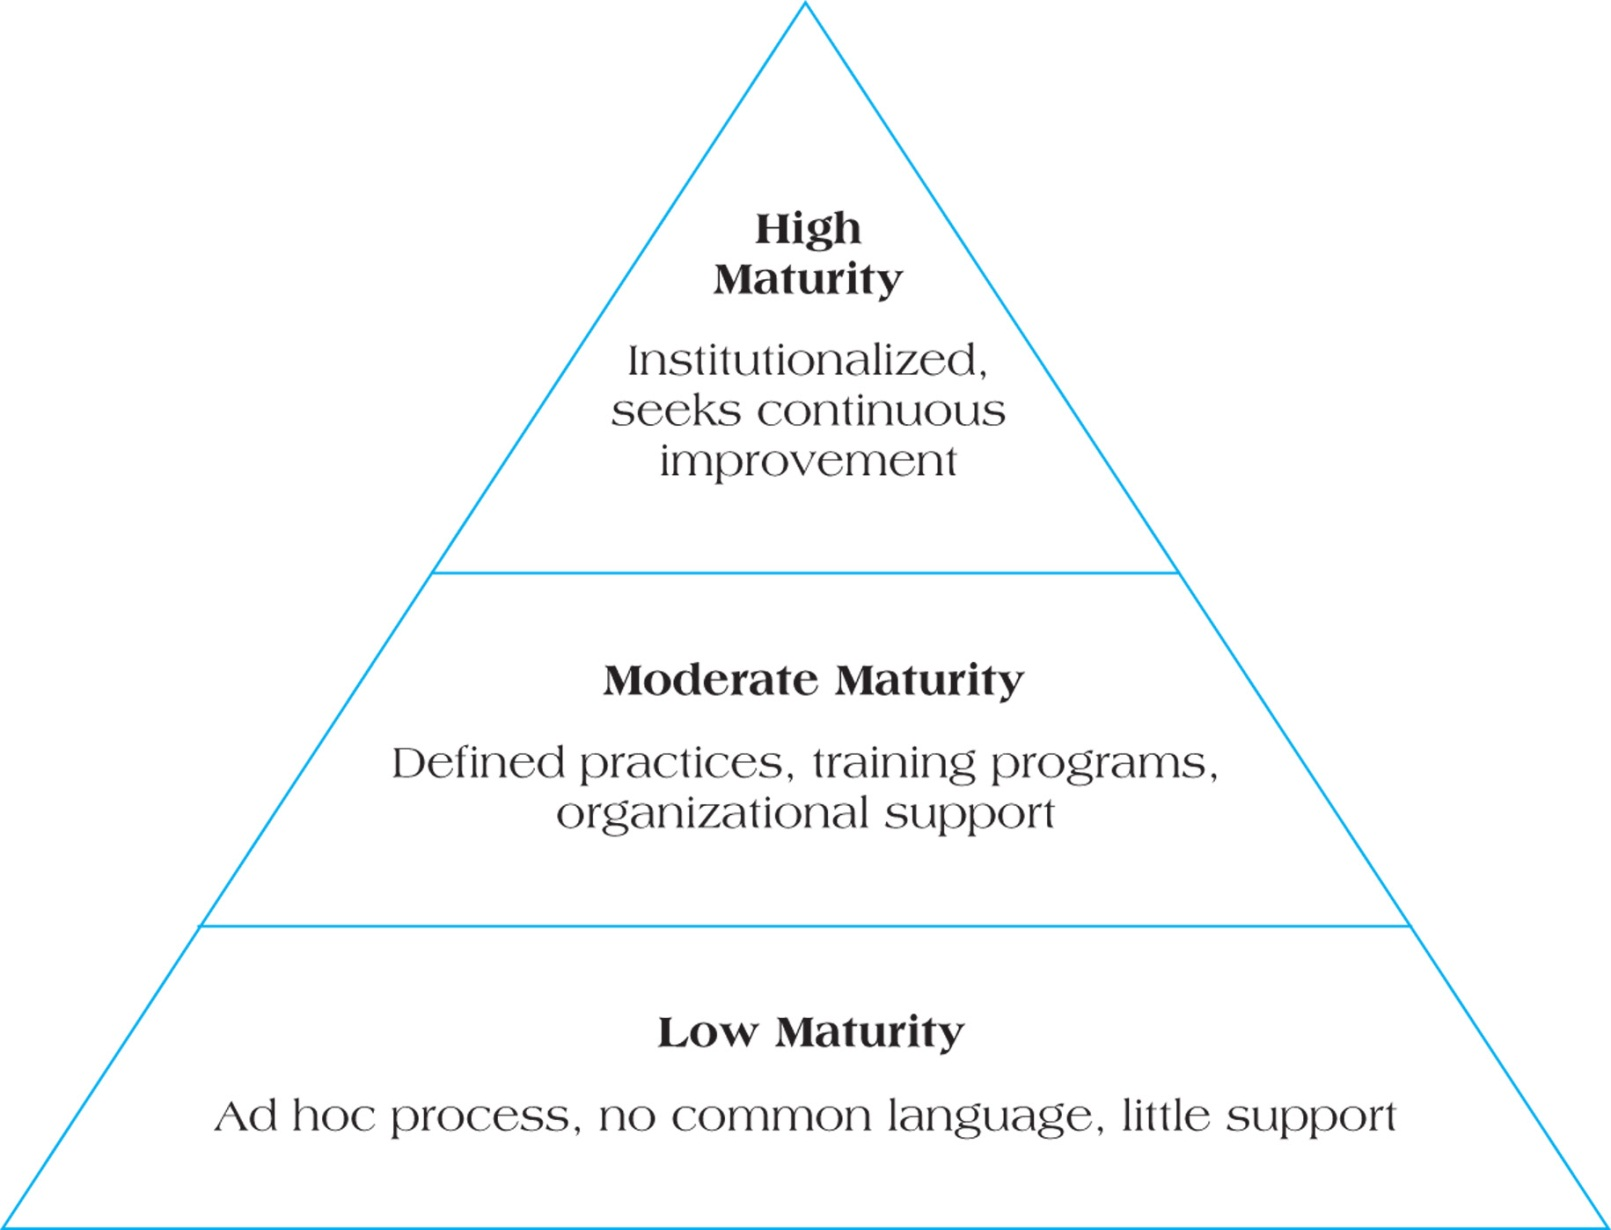 High
Maturity
Institutionalized,
seeks continuous
improvement
Moderate Maturity
Defined practices, training programs,
organizational support
Low Maturity
Ad hoc process, no common language, little support